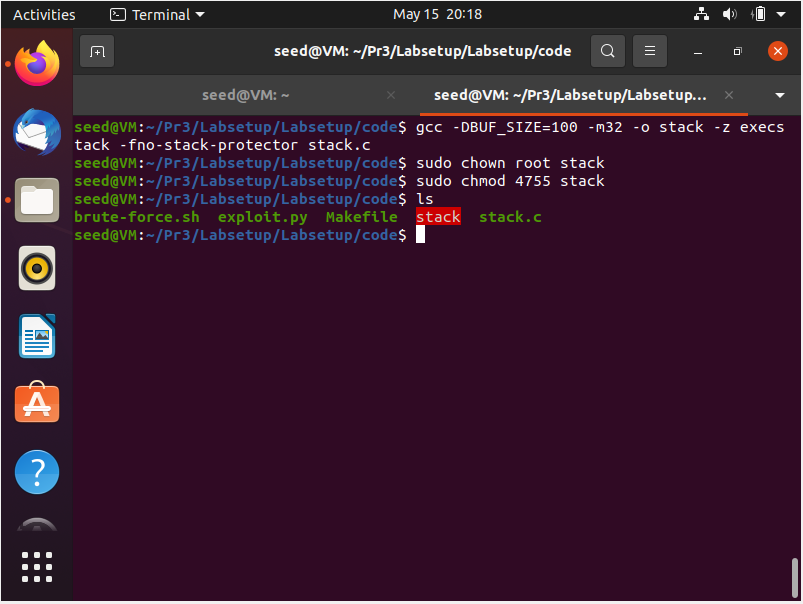 Activities Terminal May 15 20:18
seed@VM: ~/Pr3/Labsetup/Labsetup/code
seed@VM: ~ × seed@VM: ~/Pr3/Labsetup/Labsetup... ×
seed@VM:~/Pr3/Labsetup/Labsetup/code$ gcc -DBUF_SIZE=100 -m32 -o stack -z execs
tack -fno-stack-protector stack.c
seed@VM:~/Pr3/Labsetup/Labsetup/code$ sudo chown root stack
seed@VM:~/Pr3/Labsetup/Labsetup/code$ sudo chmod 4755 stack
seed@VM:~/Pr3/Labsetup/Labsetup/code$ ls
brute-force.sh exploit.py Makefile stack stack.c
seed@VM:~/Pr3/Labsetup/Labsetup/code$